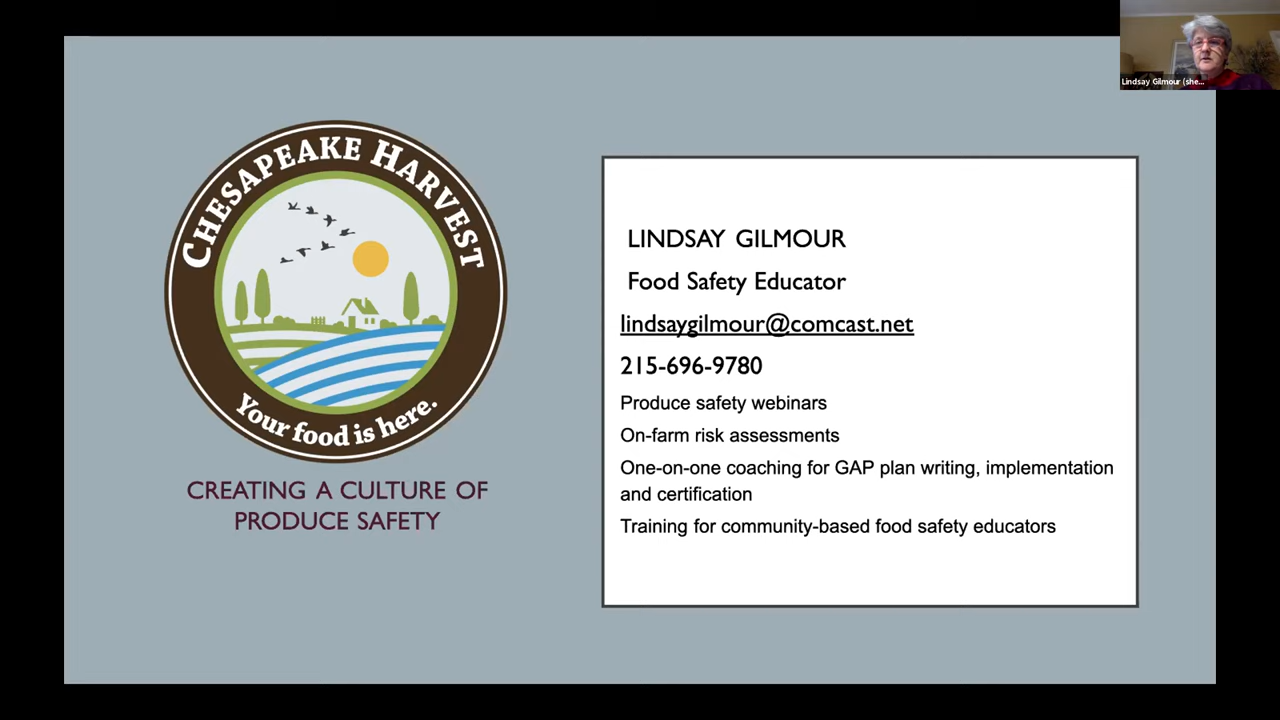 CHESAPEAKE HARVEST
Your food is here.
CREATING A CULTURE OF
PRODUCE SAFETY
LINDSAY GILMOUR
Food Safety Educator
lindsaygilmour@comcast.net
215-696-9780
Produce safety webinars
On-farm risk assessments
One-on-one coaching for GAP plan writing, implementation
and certification
Training for community-based food safety educators
Lindsay Gilmour (she...